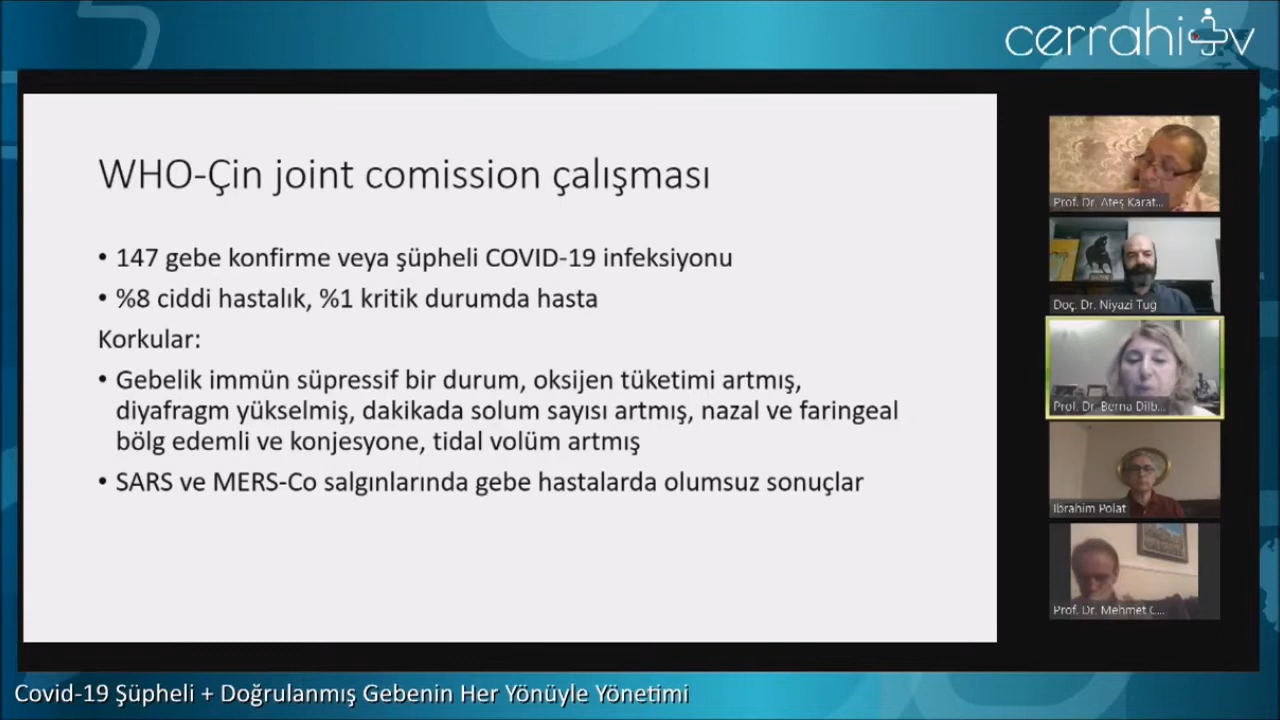 cerrahitv
WHO-Çin joint comission çalışması
• 147 gebe konfirme veya şüpheli COVID-19 infeksiyonu
• %8 ciddi hastalık, %1 kritik durumda hasta
Korkular:
• Gebelik immün süpressif bir durum, oksijen tüketimi artmış,
diyafragm yükselmiş, dakikada solum sayısı artmış, nazal ve faringeal
bölg edemli ve konjesyone, tidal volüm artmış
• SARS ve MERS-Co salgınlarında gebe hastalarda olumsuz sonuçlar
Prof. Dr. Ateş Karat...
Doç. Dr. Niyazi Tug
Prof. Dr. Berna Dilb...
Ibrahim Polat
Prof. Dr. Mehmet C...
Covid-19 Şüpheli + Doğrulanmış Gebenin Her Yönüyle Yönetimi